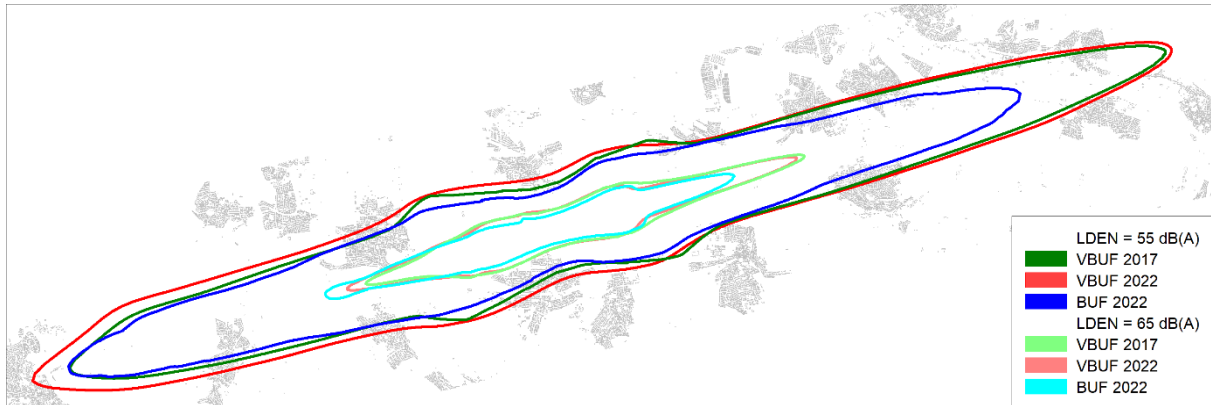 LDEN = 55 dB(A)
VBUF 2017
VBUF 2022
BUF 2022
LDEN = 65 dB(A)
VBUF 2017
VBUF 2022
BUF 2022